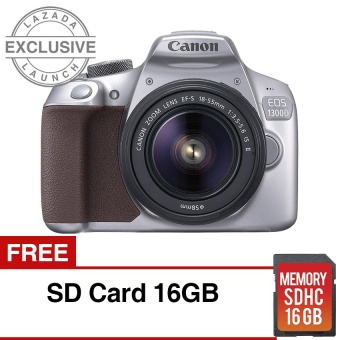 LAZADA
EXCLUSIVE
LAUNCH
Canon
EOS
1300D
CANON ZOOM LENS EF-S 18-55mm 1:3.5-5.6 IS II
ø58mm
FREE
SD Card 16GB
MEMORY
SDHC
16GB